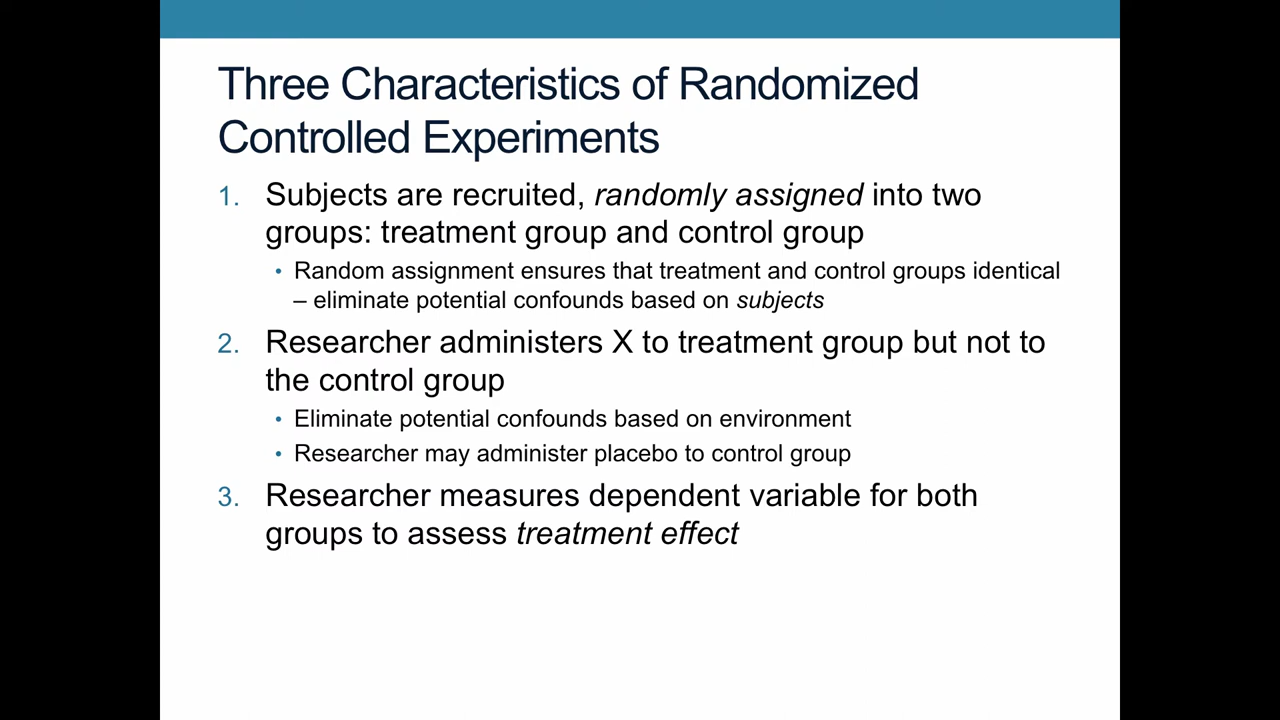 Three Characteristics of Randomized
Controlled Experiments
1. Subjects are recruited, randomly assigned into two
groups: treatment group and control group
• Random assignment ensures that treatment and control groups identical
– eliminate potential confounds based on subjects
2. Researcher administers X to treatment group but not to
the control group
• Eliminate potential confounds based on environment
• Researcher may administer placebo to control group
3. Researcher measures dependent variable for both
groups to assess treatment effect